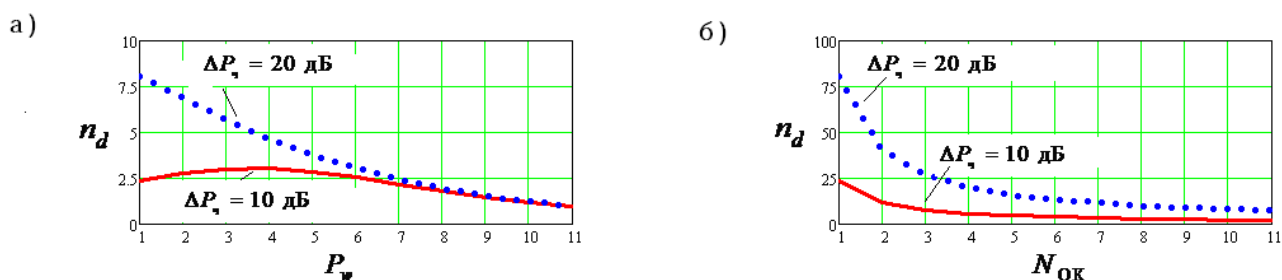 а)
10
7.5
5
2.5
0
n_d
ΔP_ч = 20 дБ
ΔP_ч = 10 дБ
1 2 3 4 5 6 7 8 9 10 11
P_w
б)
100
75
50
25
0
n_d
ΔP_ч = 20 дБ
ΔP_ч = 10 дБ
1 2 3 4 5 6 7 8 9 10 11
N_ОК